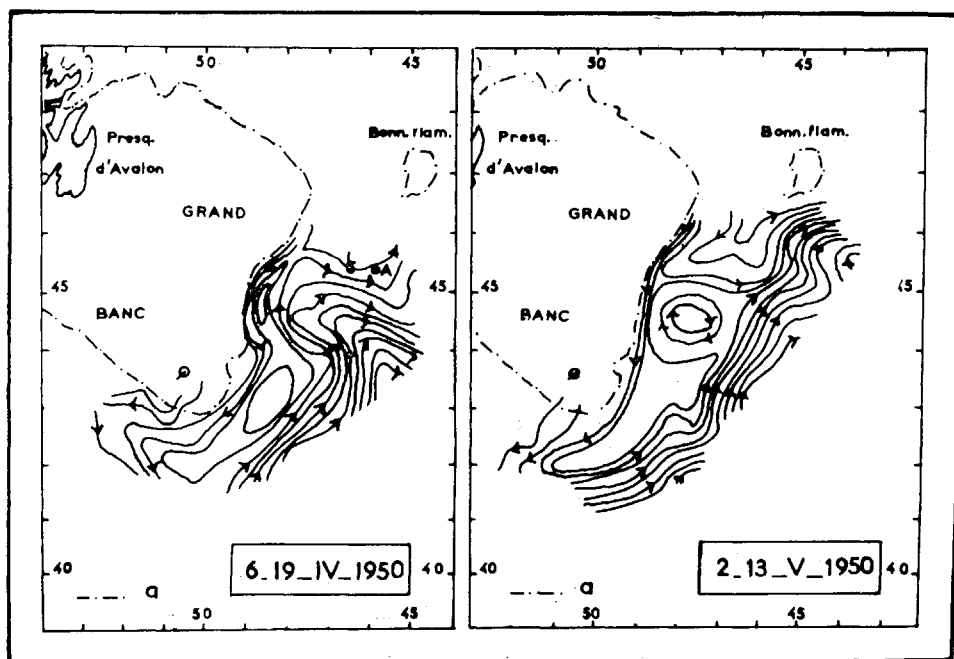 50 45
Presq.
d'Avalon
Bonn. flam.
GRAND
A
45
BANC
6_19_IV_1950
40 40
a
50 45
50 45
Presq.
d'Avalon
Bonn. flam.
GRAND
45 45
BANC
2_13_V_1950
40 40
a
50 45